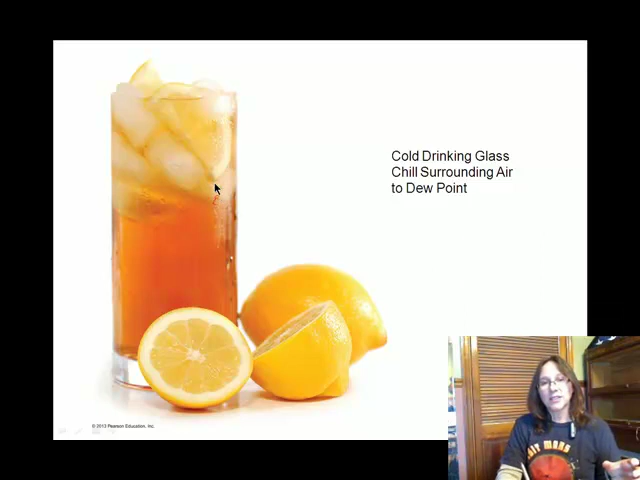 Cold Drinking Glass
Chill Surrounding Air
to Dew Point
© 2013 Pearson Education, Inc.